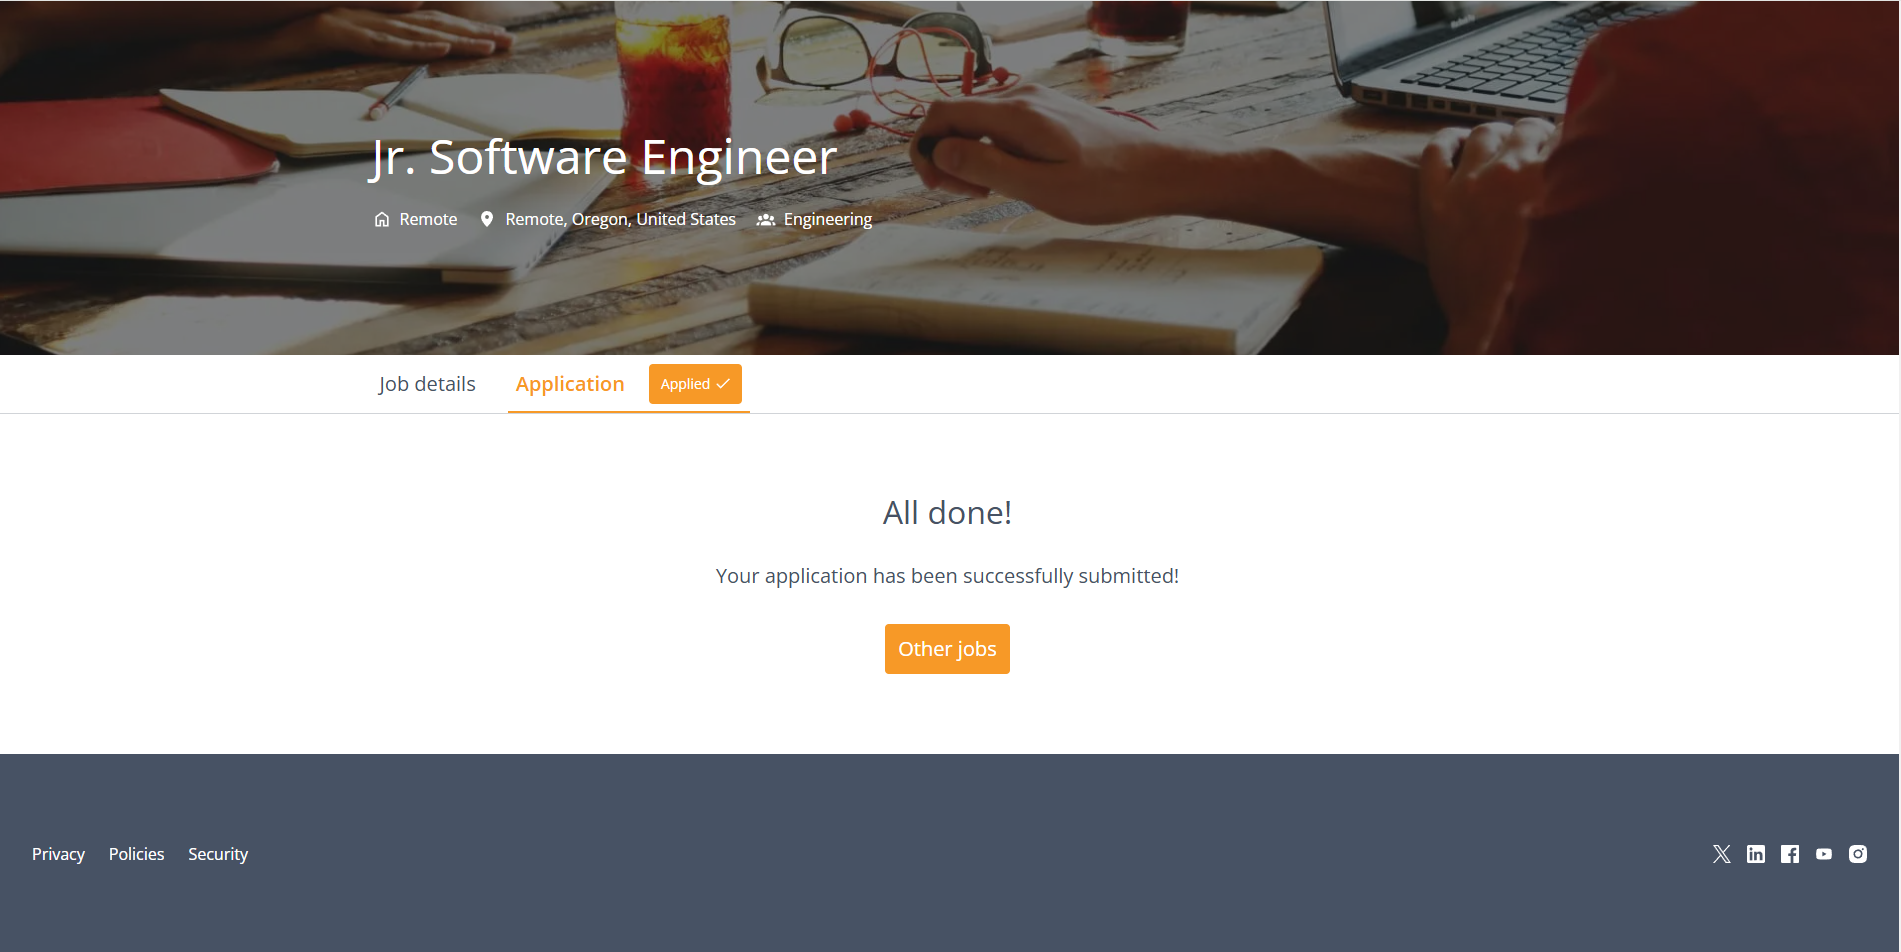 Jr. Software Engineer
Remote Remote, Oregon, United States Engineering
Job details Application Applied
All done!
Your application has been successfully submitted!
Other jobs
Privacy Policies Security